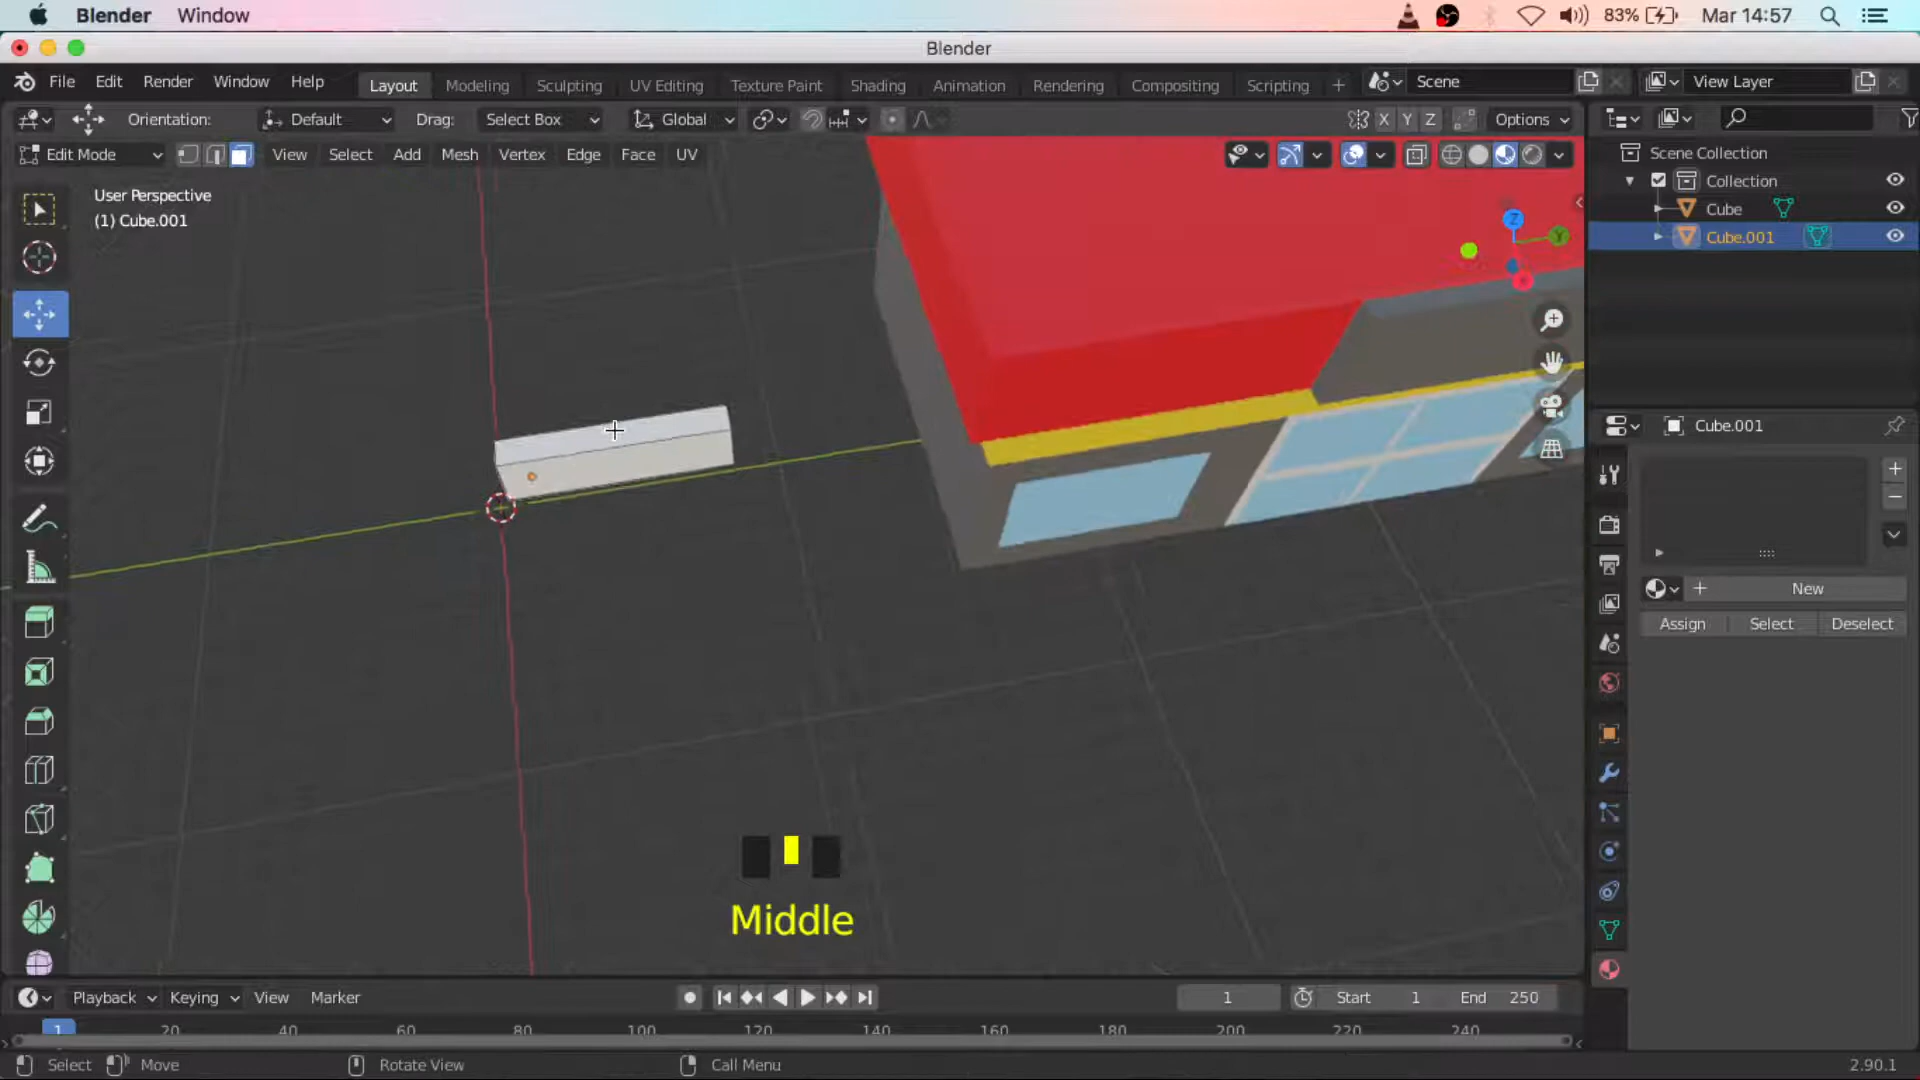 Blender Window 83% Mar 14:57
Blender
File Edit Render Window Help Layout Modeling Sculpting UV Editing Texture Paint Shading Animation Rendering Compositing Scripting + Scene View Layer
Orientation: Default Drag: Select Box Global X Y Z Options
Edit Mode View Select Add Mesh Vertex Edge Face UV
Scene Collection
Collection
Cube
Cube.001
User Perspective
(1) Cube.001
Z
Y
Cube.001
New
Assign Select Deselect
Middle
Playback Keying View Marker 1 Start 1 End 250
1 20 40 60 80 100 120 140 160 180 200 220 240
Select Move Rotate View Call Menu 2.90.1